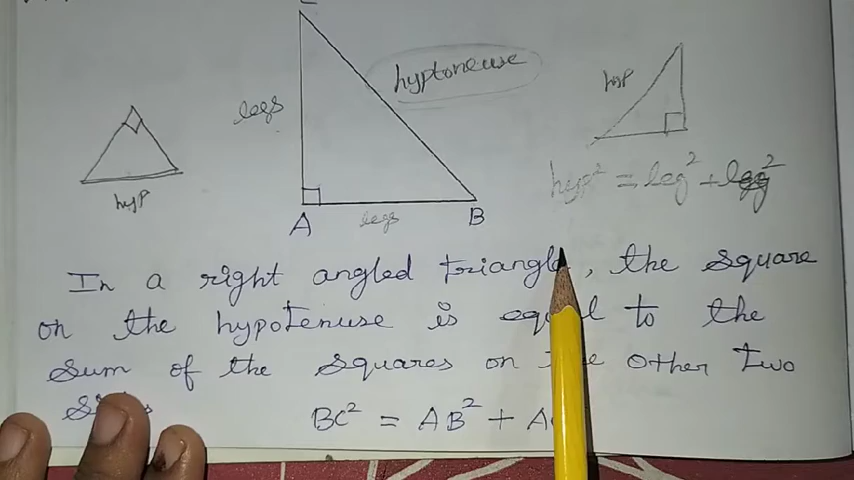 hyptoneuse
legs
hyp
hyp
legs
A
B
hyp² = leg² + leg²
In a right angled triangle, the square
on the hypotenuse is equal to the
sum of the squares on the other two
BC² = AB² +